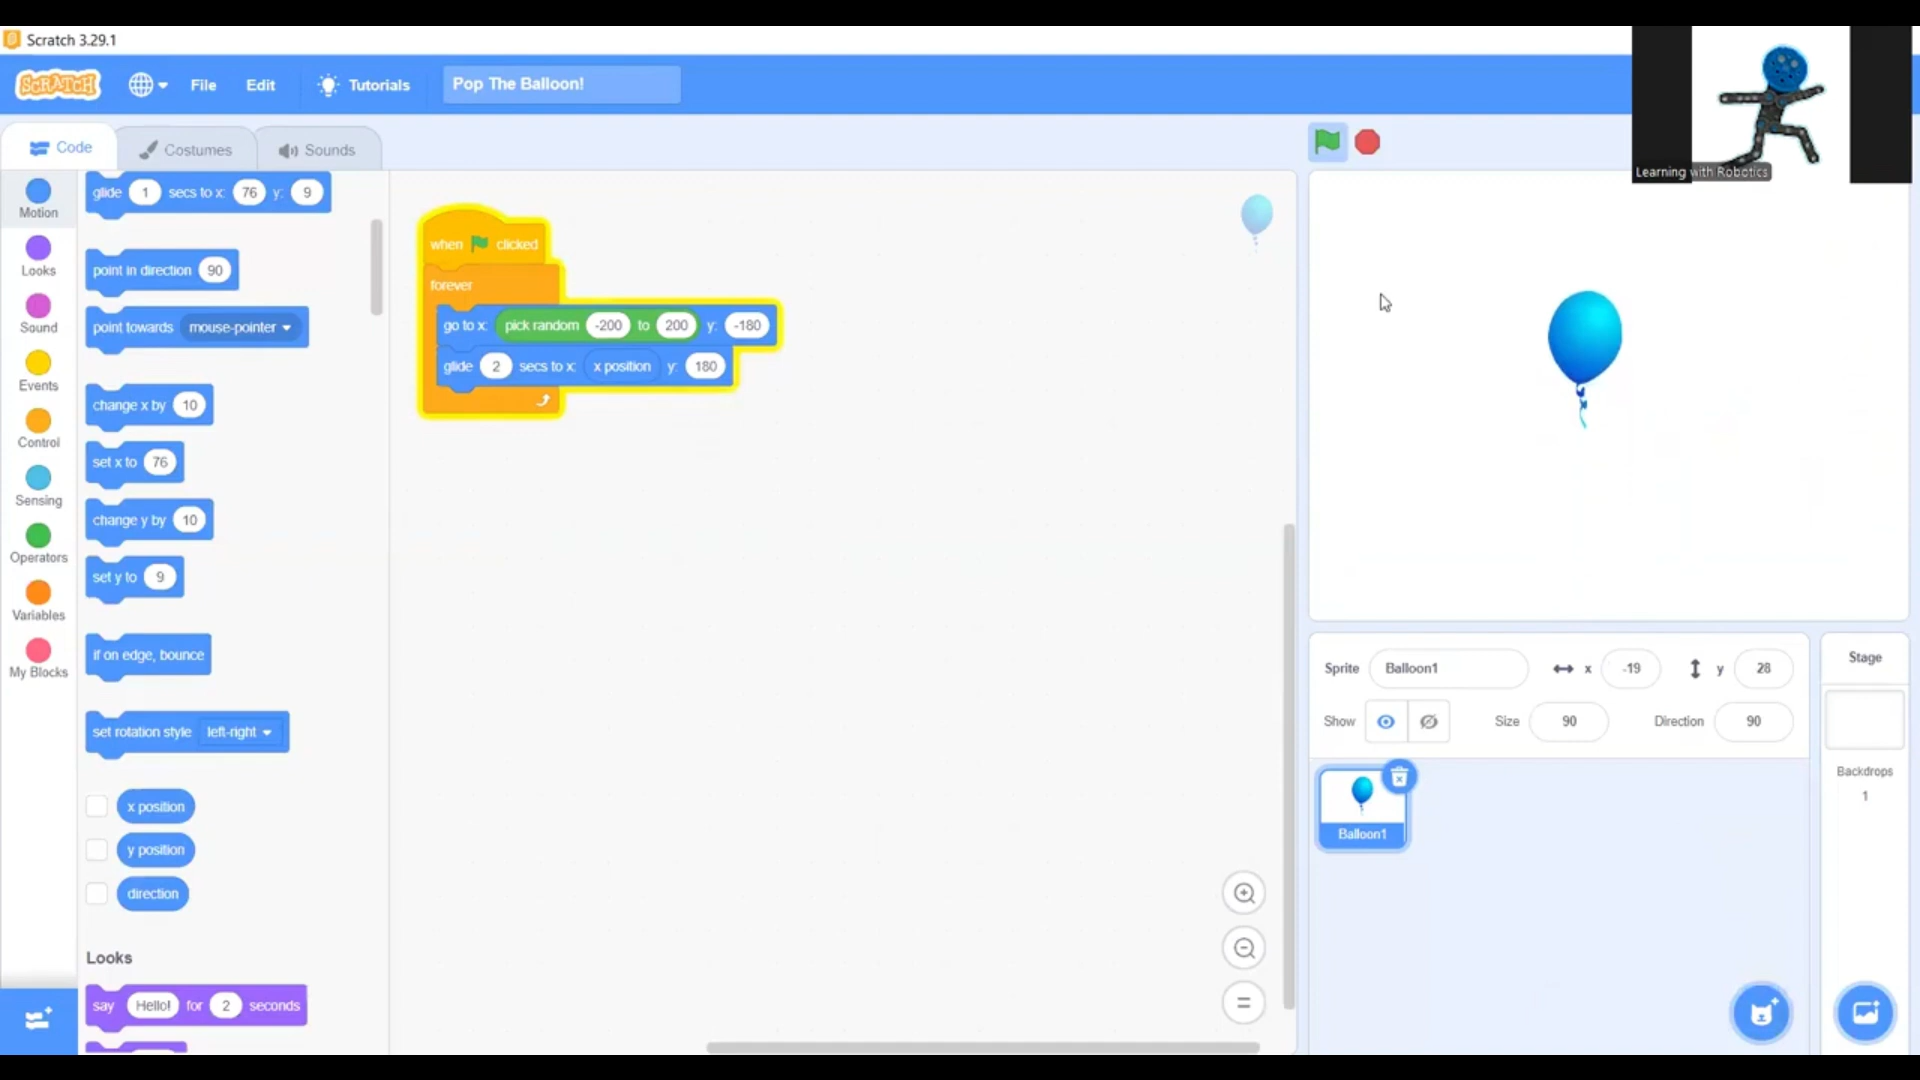 Scratch 3.29.1
SCRATCH
File
Edit
Tutorials
Pop The Balloon!
Learning with Robotics
Code
Costumes
Sounds
Motion
Looks
Sound
Events
Control
Sensing
Operators
Variables
My Blocks
glide 1 secs to x: 76 y: 9
point in direction 90
point towards mouse-pointer
change x by 10
set x to 76
change y by 10
set y to 9
if on edge, bounce
set rotation style left-right
x position
y position
direction
Looks
say Hello! for 2 seconds
when clicked
forever
go to x: pick random -200 to 200 y: -180
glide 2 secs to x: x position y: 180
Sprite Balloon1 x -19 y 28
Show Size 90 Direction 90
Balloon1
Stage
Backdrops
1